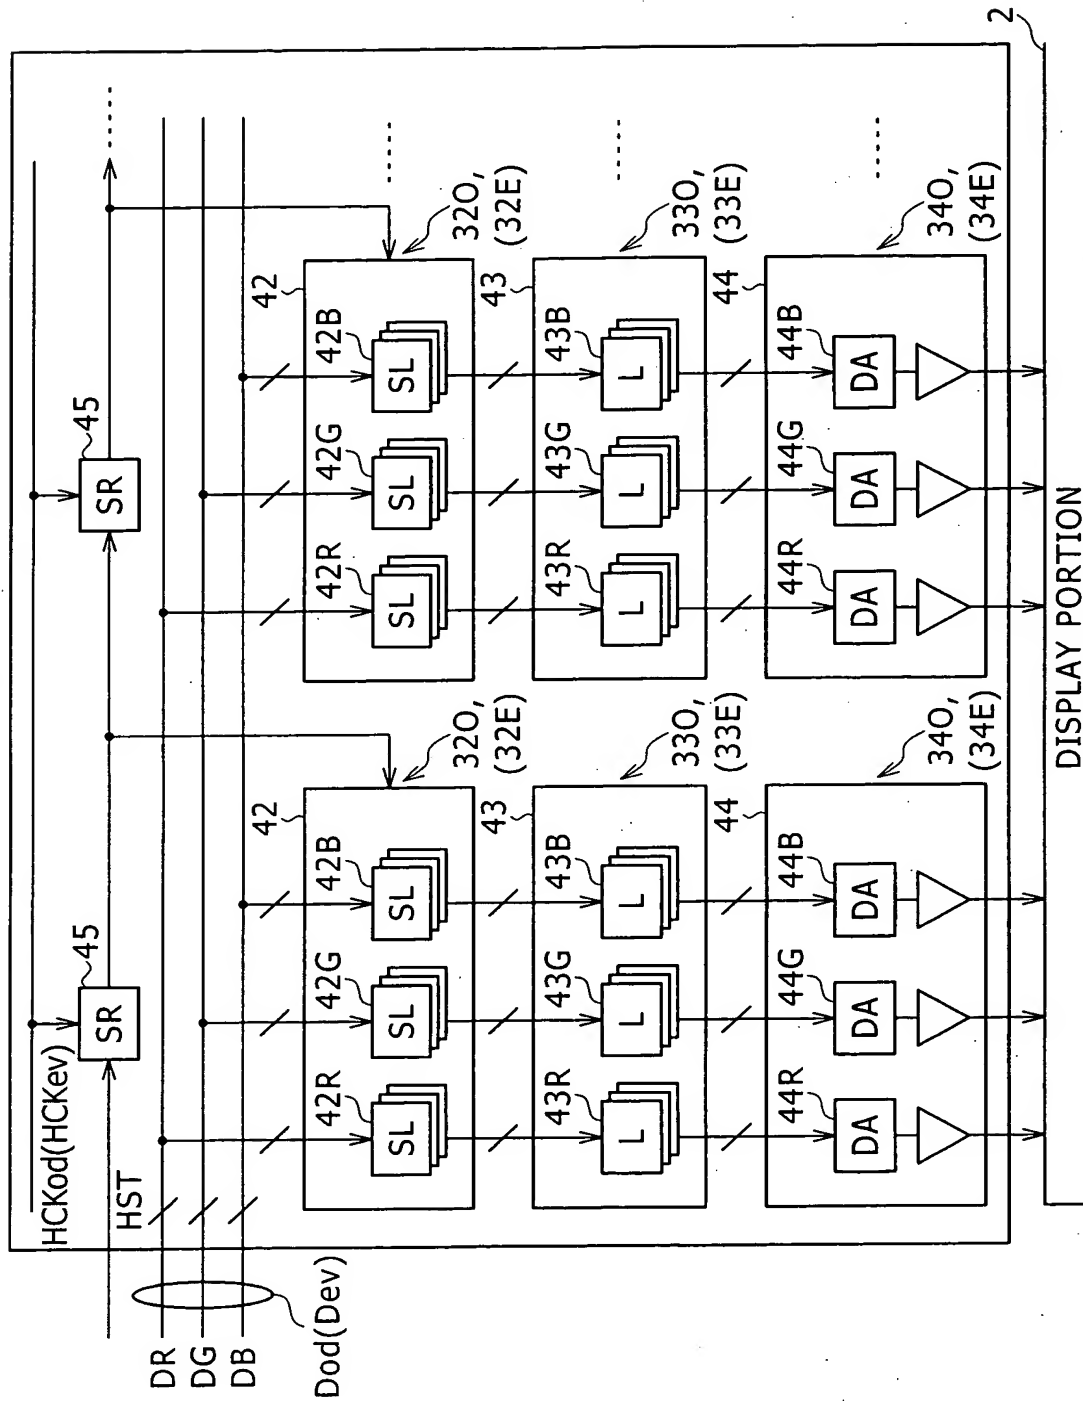 HCKod(HCKev)
HST
DR
DG
DB
Dod(Dev)
SR
45
SR
45
42
42R
SL
42G
SL
42B
SL
32O,
(32E)
42
42R
SL
42G
SL
42B
SL
32O,
(32E)
43
43R
L
43G
L
43B
L
33O,
(33E)
43
43R
L
43G
L
43B
L
33O,
(33E)
44
44R
DA
44G
DA
44B
DA
34O,
(34E)
44
44R
DA
44G
DA
44B
DA
34O,
(34E)
DISPLAY PORTION
2